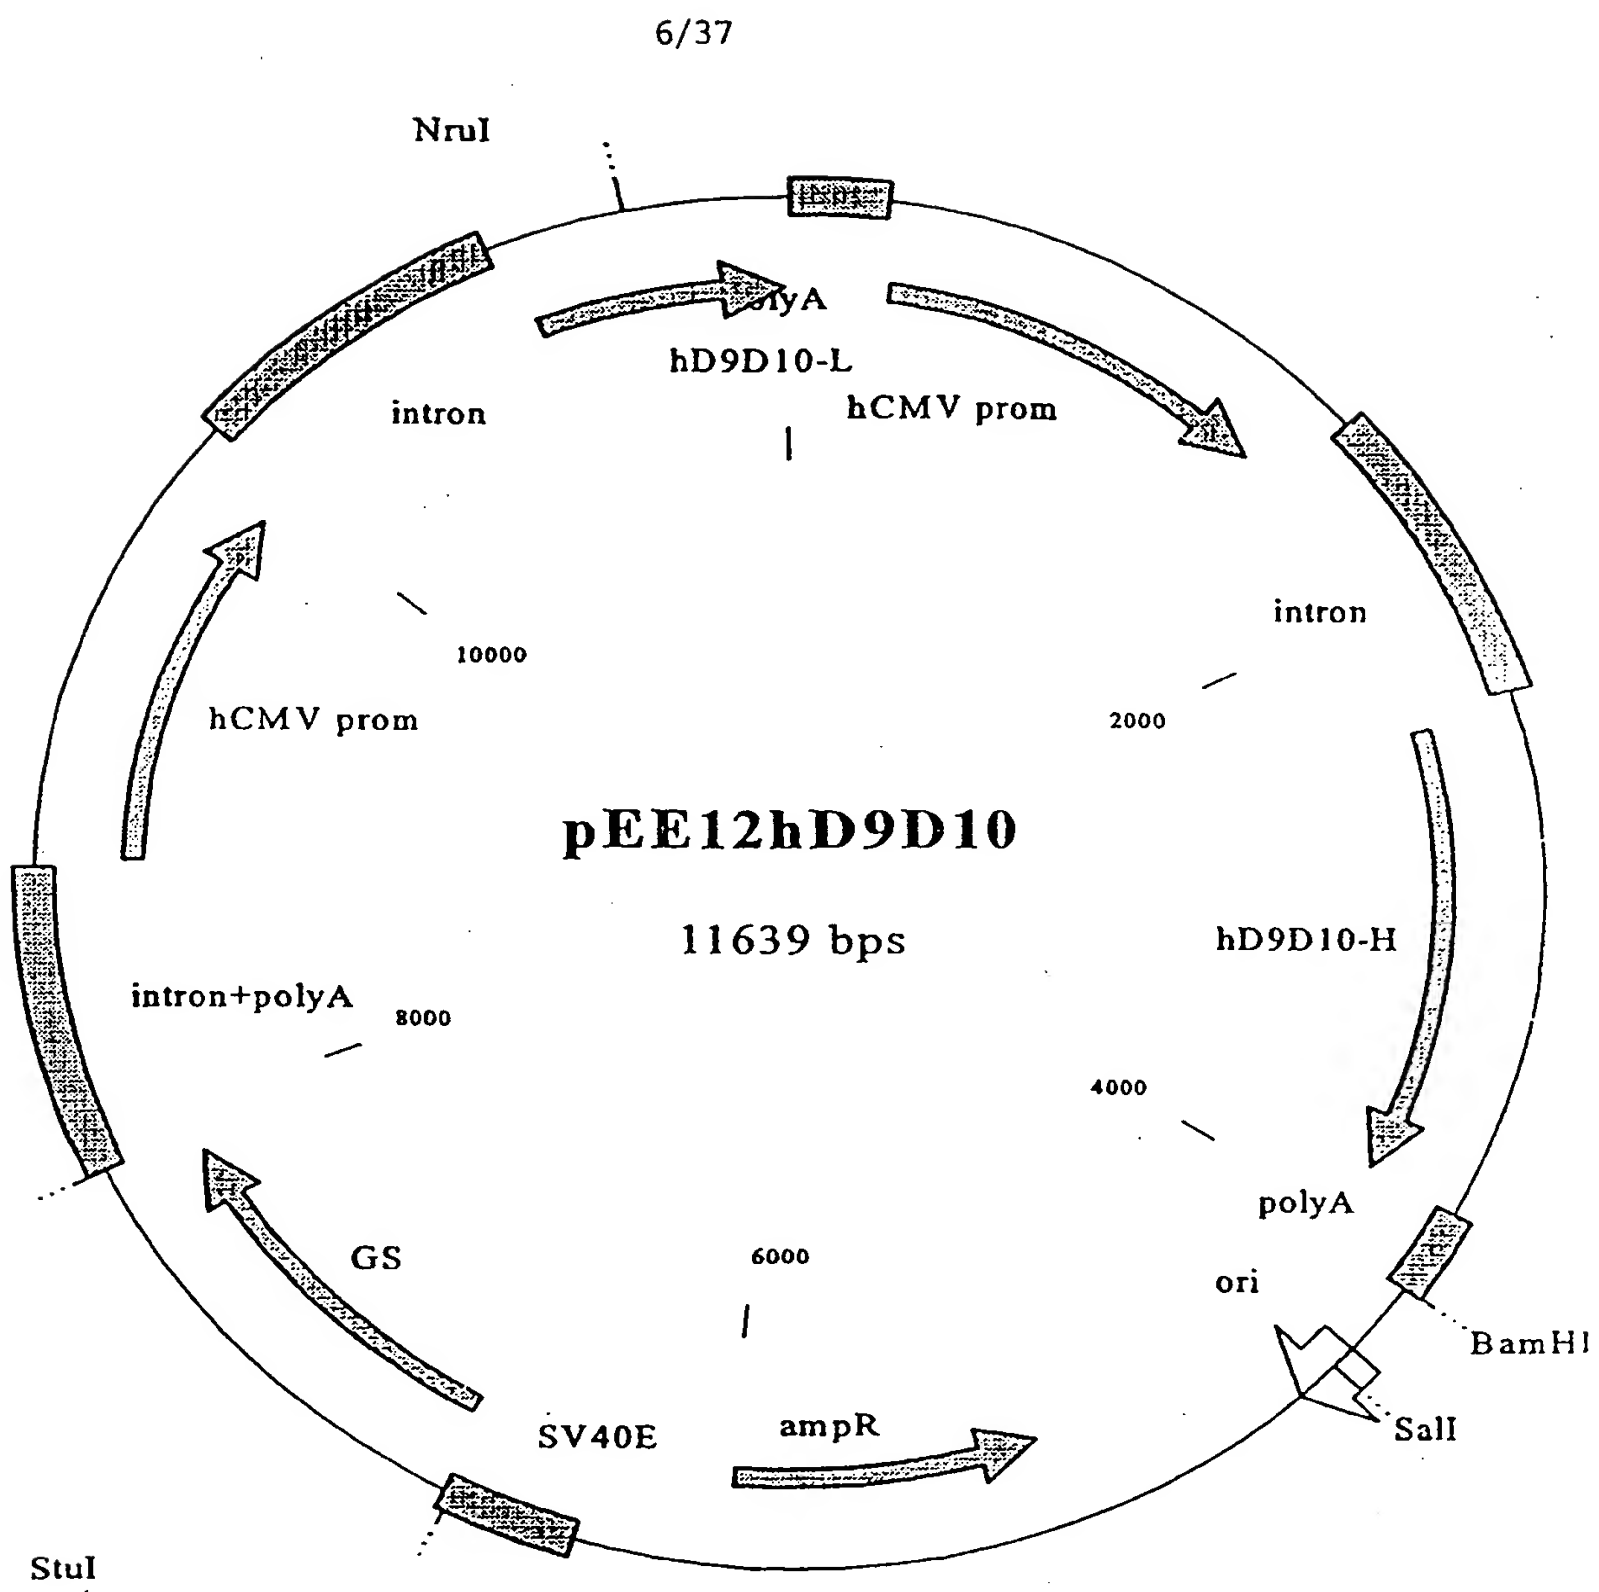 6/37
NruI
hD9D10-L
intron
hCMV prom
intron
10000
hCMV prom
2000
pEE12hD9D10
11639 bps
hD9D10-H
intron+polyA
8000
4000
polyA
GS
6000
ori
BamHI
SV40E
ampR
SalI
StuI